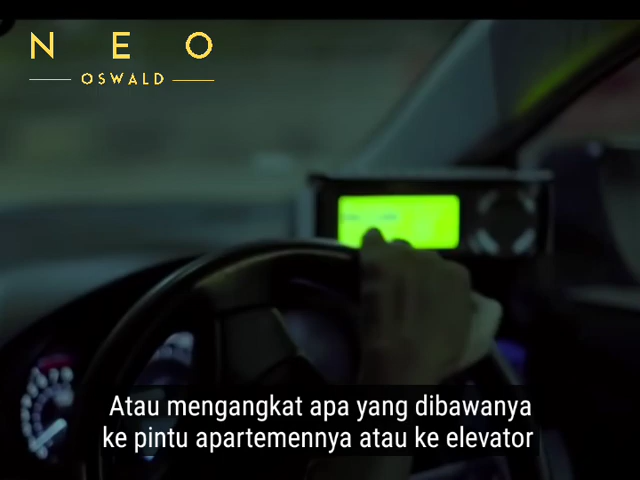 N E O
OSWALD
Atau mengangkat apa yang dibawanya
ke pintu apartemennya atau ke elevator